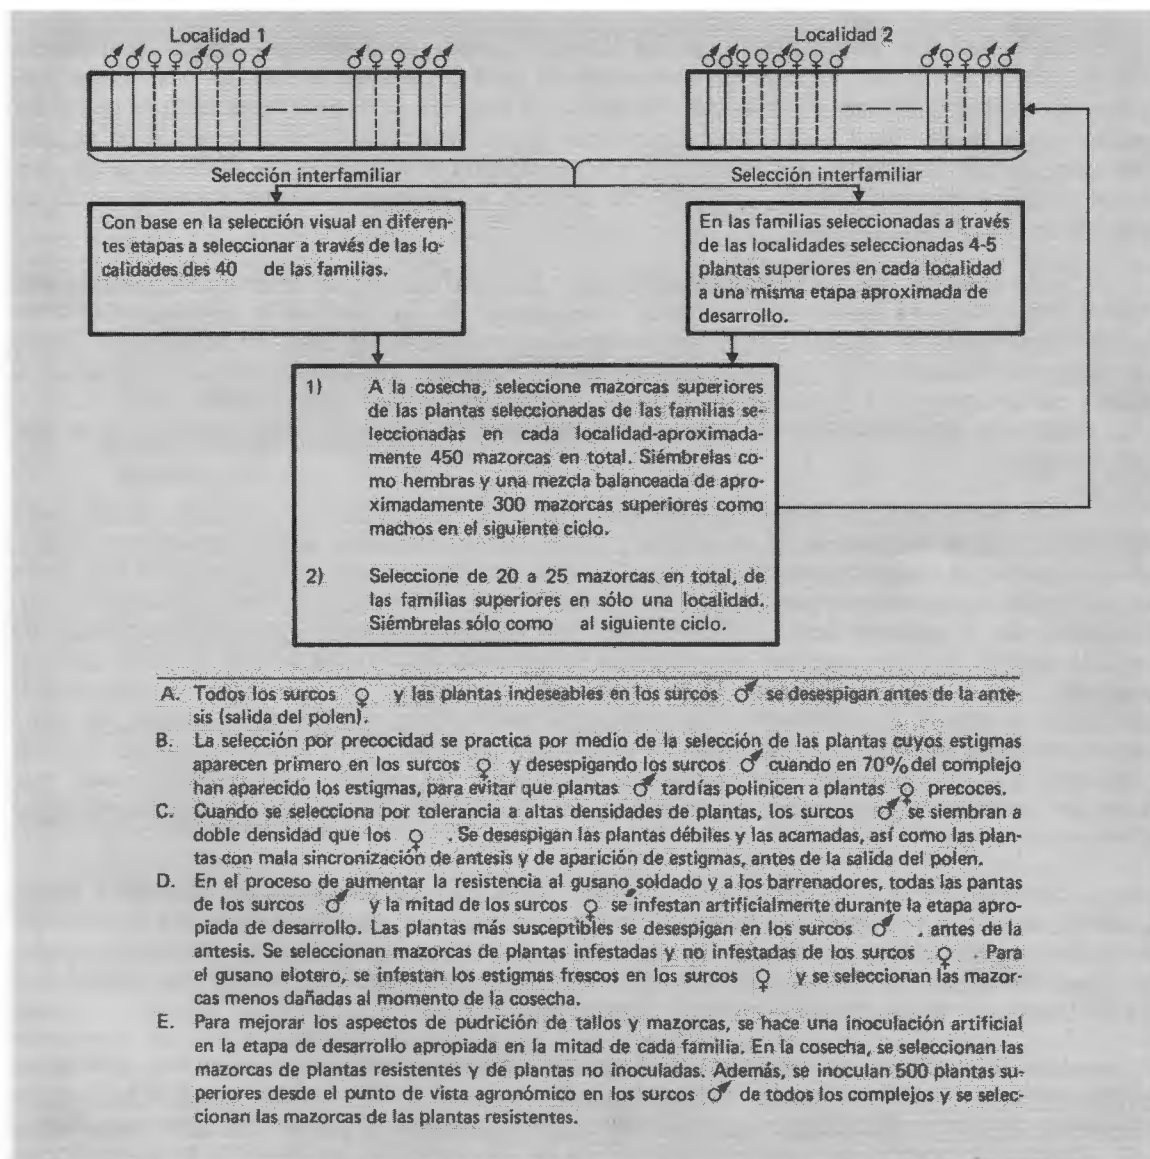 Localidad 1
Localidad 2
♂ ♂ ♀ ♀ ♂ ♀ ♀ ♂ ♂ ♀ ♀ ♂ ♂
♂ ♂ ♀ ♀ ♂ ♀ ♀ ♂ ♂ ♀ ♀ ♂ ♂
Selección interfamiliar
Selección interfamiliar
Con base en la selección visual en diferen-
tes etapas a seleccionar a través de las lo-
calidades des 40 de las familias.
En las familias seleccionadas a través
de las localidades seleccionadas 4-5
plantas superiores en cada localidad
a una misma etapa aproximada de
desarrollo.
1) A la cosecha, seleccione mazorcas superiores
de las plantas seleccionadas de las familias se-
leccionadas en cada localidad-aproximada-
mente 450 mazorcas en total. Siémbrelas co-
mo hembras y una mezcla balanceada de apro-
ximadamente 300 mazorcas superiores como
machos en el siguiente ciclo.
2) Seleccione de 20 a 25 mazorcas en total, de
las familias superiores en sólo una localidad.
Siémbrelas sólo como al siguiente ciclo.
A. Todos los surcos ♀ y las plantas indeseables en los surcos ♂ se desespigan antes de la ante-
sis (salida del polen).
B. La selección por precocidad se practica por medio de la selección de las plantas cuyos estigmas
aparecen primero en los surcos ♀ y desespigando los surcos ♂ cuando en 70% del complejo
han aparecido los estigmas, para evitar que plantas ♂ tardías polinicen a plantas ♀ precoces.
C. Cuando se selecciona por tolerancia a altas densidades de plantas, los surcos ♂ se siembran a
doble densidad que los ♀ . Se desespigan las plantas débiles y las acamadas, así como las plan-
tas con mala sincronización de antesis y de aparición de estigmas, antes de la salida del polen.
D. En el proceso de aumentar la resistencia al gusano soldado y a los barrenadores, todas las pantas
de los surcos ♂ y la mitad de los surcos ♀ se infestan artificialmente durante la etapa apro-
piada de desarrollo. Las plantas más susceptibles se desespigan en los surcos ♂ . antes de la
antesis. Se seleccionan mazorcas de plantas infestadas y no infestadas de los surcos ♀ . Para
el gusano elotero, se infestan los estigmas frescos en los surcos ♀ y se seleccionan las mazor-
cas menos dañadas al momento de la cosecha.
E. Para mejorar los aspectos de pudrición de tallos y mazorcas, se hace una inoculación artificial
en la etapa de desarrollo apropiada en la mitad de cada familia. En la cosecha, se seleccionan las
mazorcas de plantas resistentes y de plantas no inoculadas. Además, se inoculan 500 plantas su-
periores desde el punto de vista agronómico en los surcos ♂ de todos los complejos y se selec-
cionan las mazorcas de las plantas resistentes.